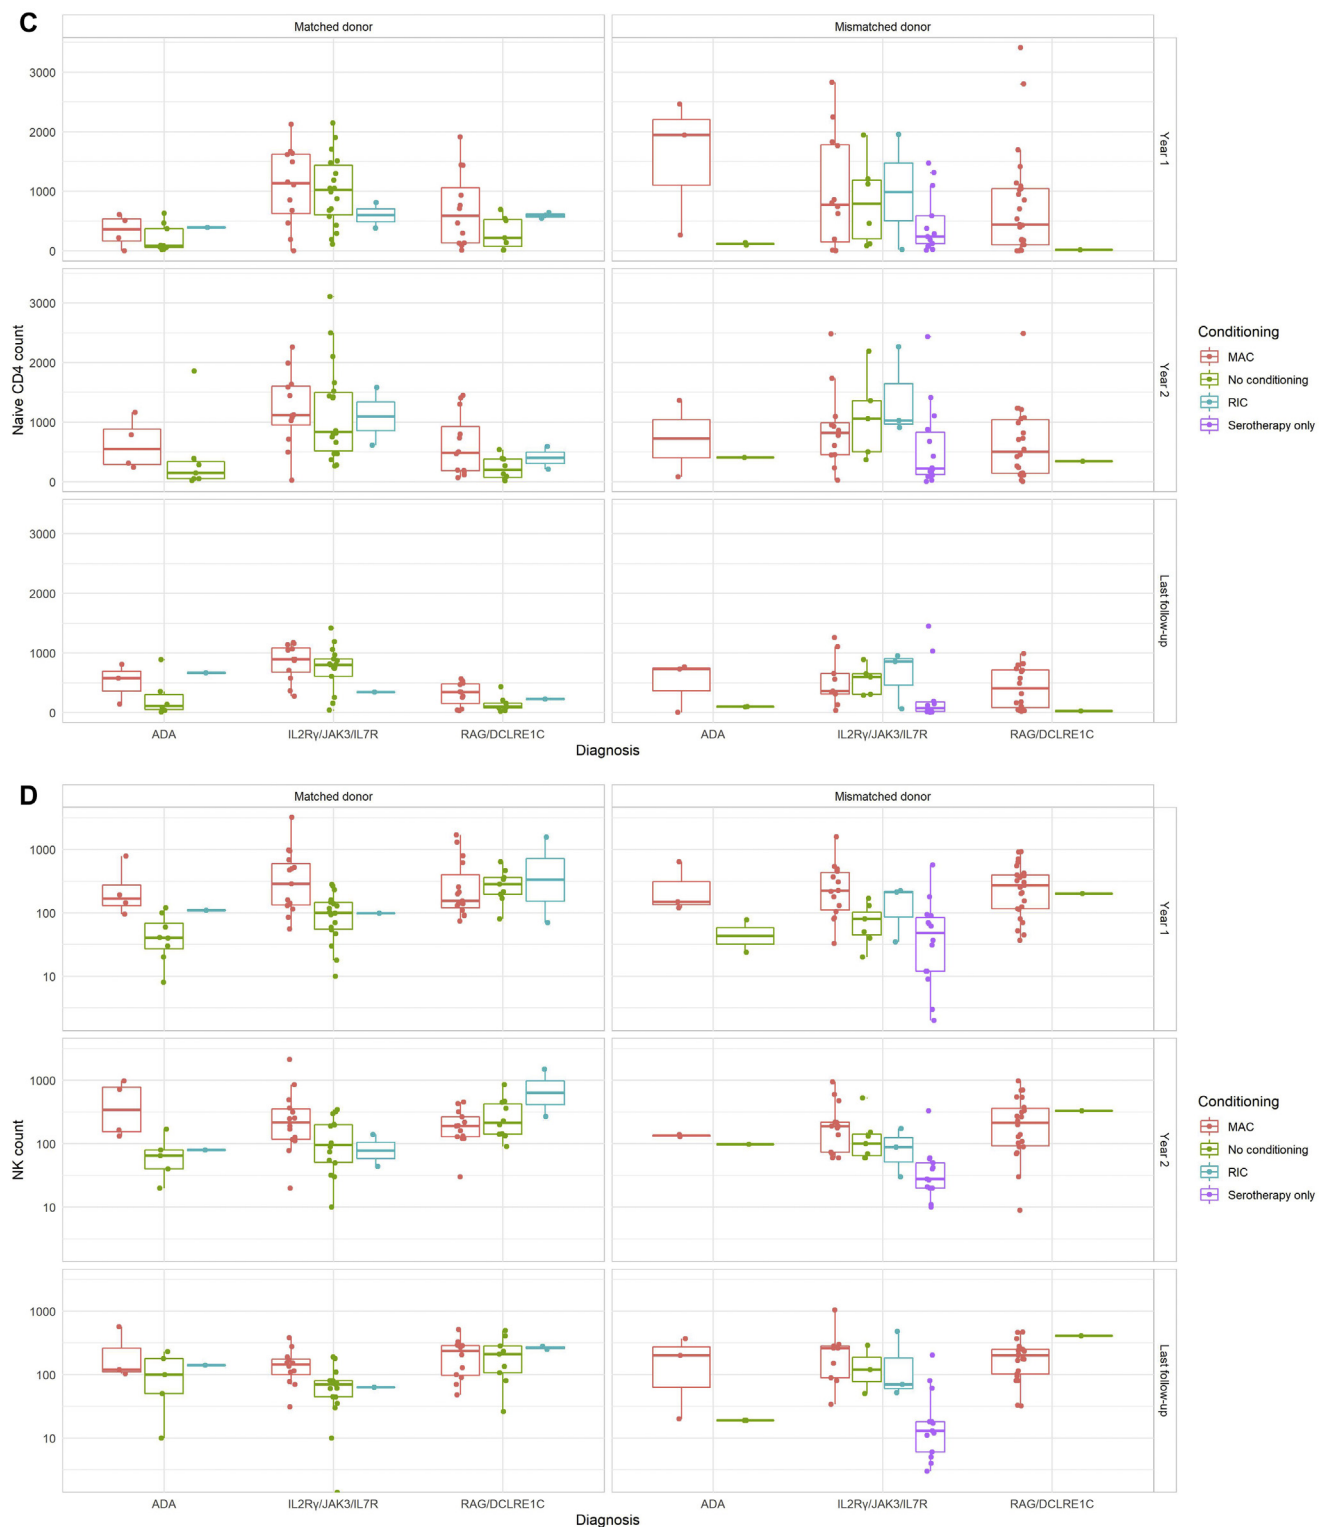 C
Matched donor
Mismatched donor
3000
2000
1000
0
Year 1
3000
2000
1000
0
Year 2
3000
2000
1000
0
Last follow-up
Naive CD4 count
ADA
IL2Rγ/JAK3/IL7R
RAG/DCLRE1C
ADA
IL2Rγ/JAK3/IL7R
RAG/DCLRE1C
Diagnosis
Conditioning
MAC
No conditioning
RIC
Serotherapy only
D
Matched donor
Mismatched donor
1000
100
10
Year 1
1000
100
10
Year 2
1000
100
10
Last follow-up
NK count
ADA
IL2Rγ/JAK3/IL7R
RAG/DCLRE1C
ADA
IL2Rγ/JAK3/IL7R
RAG/DCLRE1C
Diagnosis
Conditioning
MAC
No conditioning
RIC
Serotherapy only